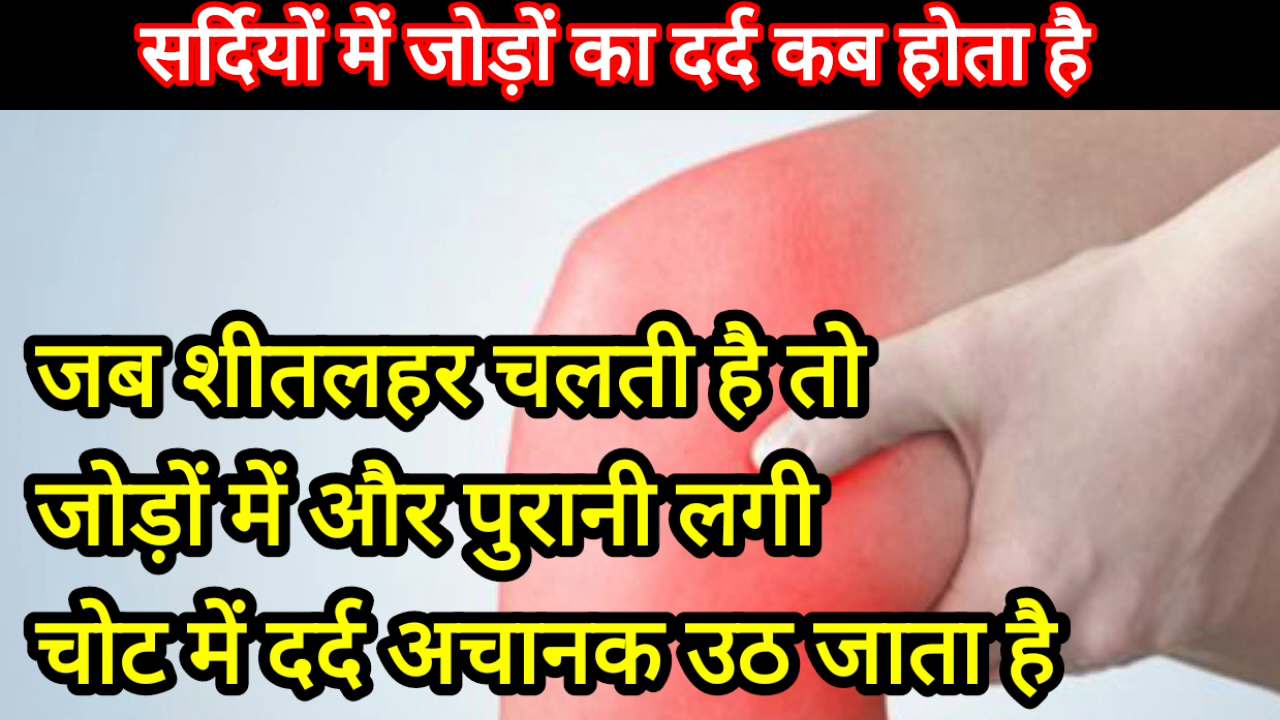 सर्दियों में जोड़ों का दर्द कब होता है
जब शीतलहर चलती है तो
जोड़ों में और पुरानी लगी
चोट में दर्द अचानक उठ जाता है